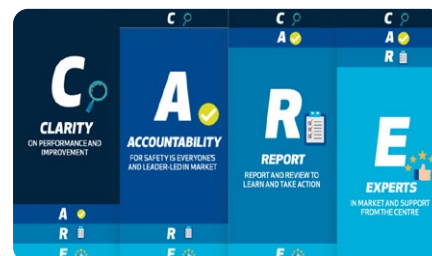 C
CLARITY
ON PERFORMANCE AND
IMPROVEMENT
A
R
E
C
A
ACCOUNTABILITY
FOR SAFETY IS EVERYONE'S
AND LEADER-LED IN MARKET
R
E
C
A
R
REPORT
REPORT AND REVIEW TO
LEARN AND TAKE ACTION
E
C
A
R
E
EXPERTS
IN MARKET AND SUPPORT
FROM THE CENTRE